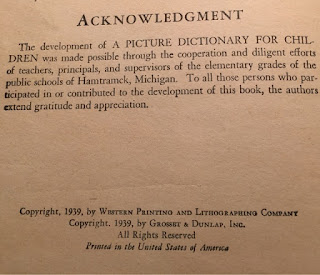 ACKNOWLEDGMENT
The development of A PICTURE DICTIONARY FOR CHIL-
DREN was made possible through the cooperation and diligent efforts
of teachers, principals, and supervisors of the elementary grades of the
public schools of Hamtramck, Michigan. To all those persons who par-
ticipated in or contributed to the development of this book, the authors
extend gratitude and appreciation.
Copyright, 1939, by WESTERN PRINTING AND LITHOGRAPHING COMPANY
Copyright, 1939, by GROSSET & DUNLAP, INC.
All Rights Reserved
Printed in the United States of America